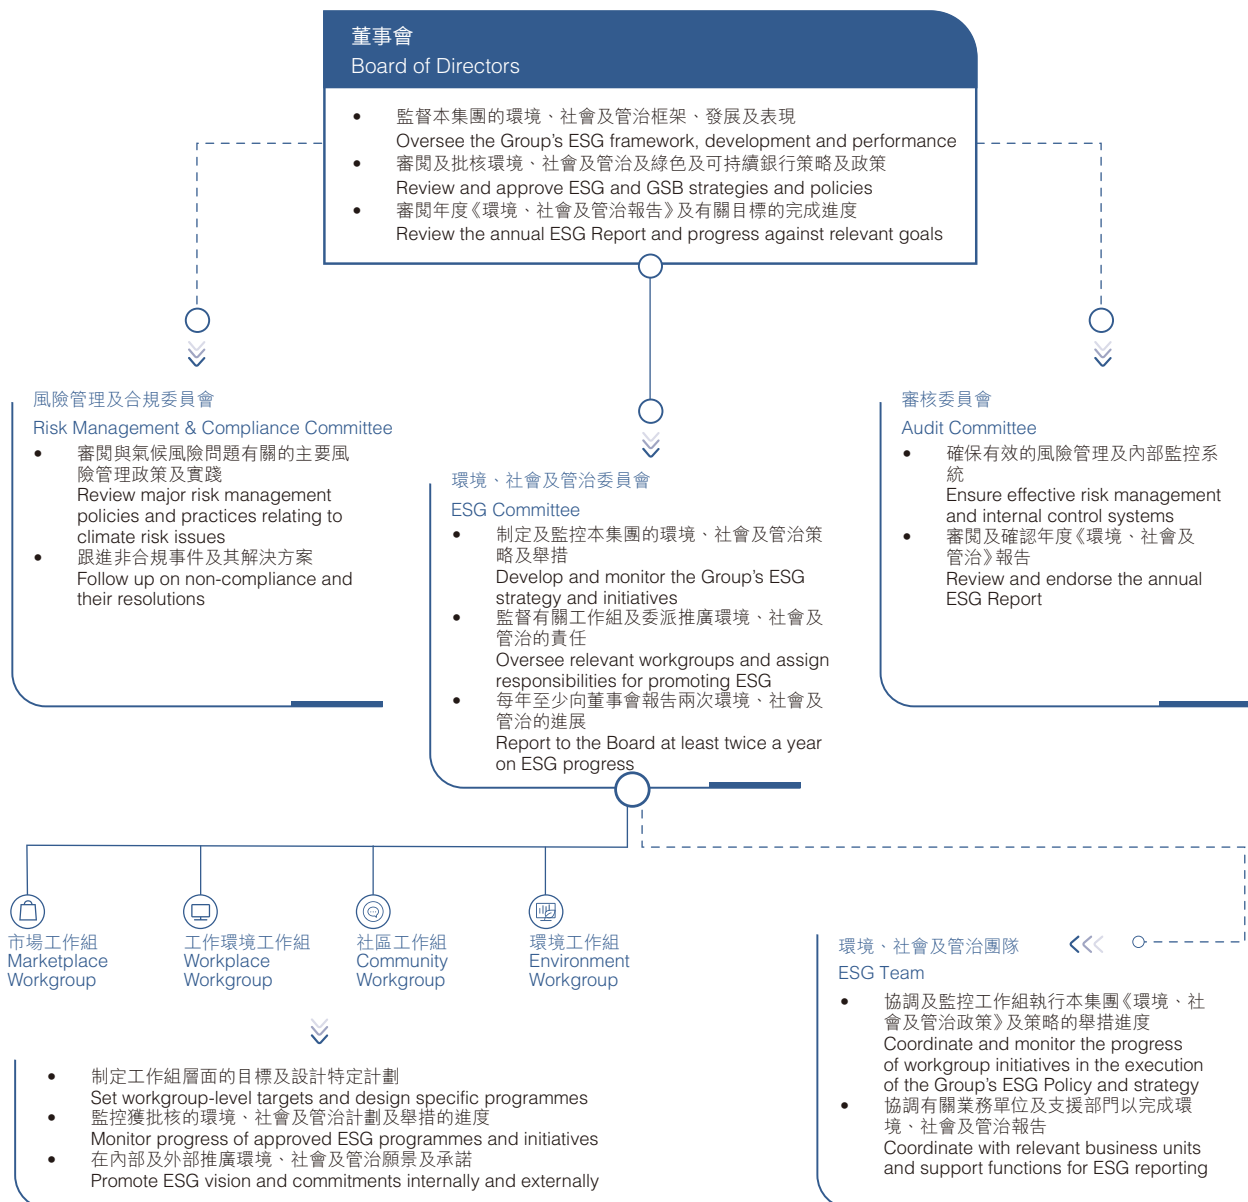 董事會
Board of Directors
• 監督本集團的環境、社會及管治框架、發展及表現
Oversee the Group's ESG framework, development and performance
• 審閱及批核環境、社會及管治及綠色及可持續銀行策略及政策
Review and approve ESG and GSB strategies and policies
• 審閱年度《環境、社會及管治報告》及有關目標的完成進度
Review the annual ESG Report and progress against relevant goals
風險管理及合規委員會
Risk Management & Compliance Committee
• 審閱與氣候風險問題有關的主要風
險管理政策及實踐
Review major risk management
policies and practices relating to
climate risk issues
• 跟進非合規事件及其解決方案
Follow up on non-compliance and
their resolutions
環境、社會及管治委員會
ESG Committee
• 制定及監控本集團的環境、社會及管治策
略及舉措
Develop and monitor the Group's ESG
strategy and initiatives
• 監督有關工作組及委派推廣環境、社會及
管治的責任
Oversee relevant workgroups and assign
responsibilities for promoting ESG
• 每年至少向董事會報告兩次環境、社會及
管治的進展
Report to the Board at least twice a year
on ESG progress
審核委員會
Audit Committee
• 確保有效的風險管理及內部監控系
統
Ensure effective risk management
and internal control systems
• 審閱及確認年度《環境、社會及
管治》報告
Review and endorse the annual
ESG Report
市場工作組
Marketplace
Workgroup
工作環境工作組
Workplace
Workgroup
社區工作組
Community
Workgroup
環境工作組
Environment
Workgroup
• 制定工作組層面的目標及設計特定計劃
Set workgroup-level targets and design specific programmes
• 監控獲批核的環境、社會及管治計劃及舉措的進度
Monitor progress of approved ESG programmes and initiatives
• 在內部及外部推廣環境、社會及管治願景及承諾
Promote ESG vision and commitments internally and externally
環境、社會及管治團隊
ESG Team
• 協調及監控工作組執行本集團《環境、社
會及管治政策》及策略的舉措進度
Coordinate and monitor the progress
of workgroup initiatives in the execution
of the Group's ESG Policy and strategy
• 協調有關業務單位及支援部門以完成環
境、社會及管治報告
Coordinate with relevant business units
and support functions for ESG reporting